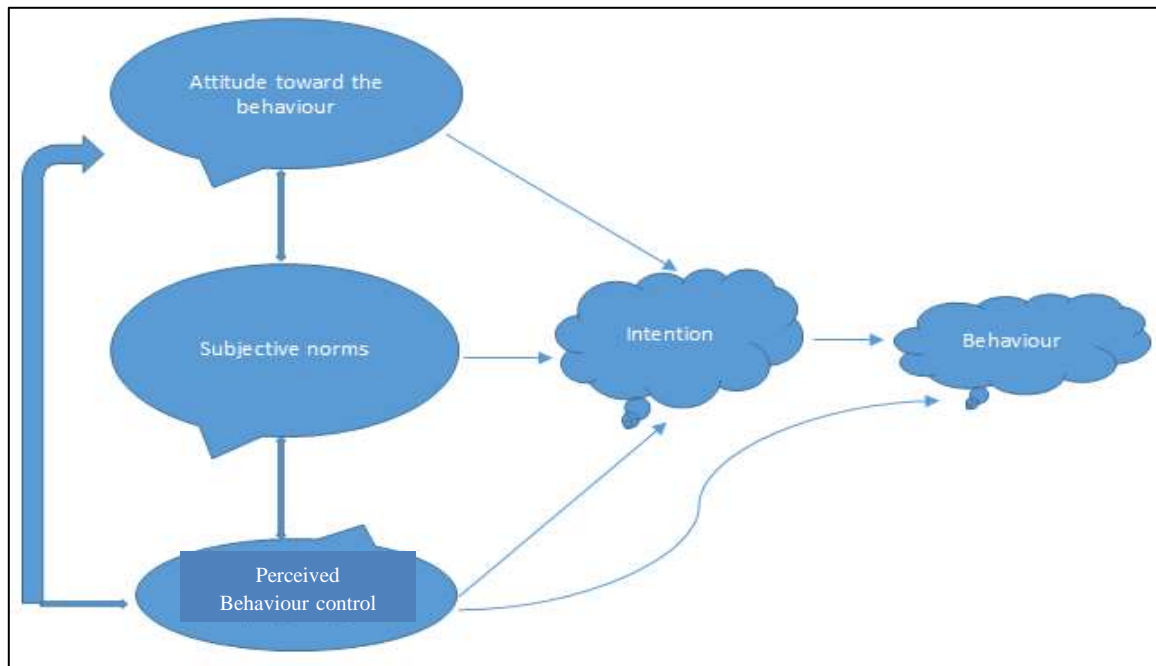 Attitude toward the
behaviour
Subjective norms
Intention
Behaviour
Perceived
Behaviour control